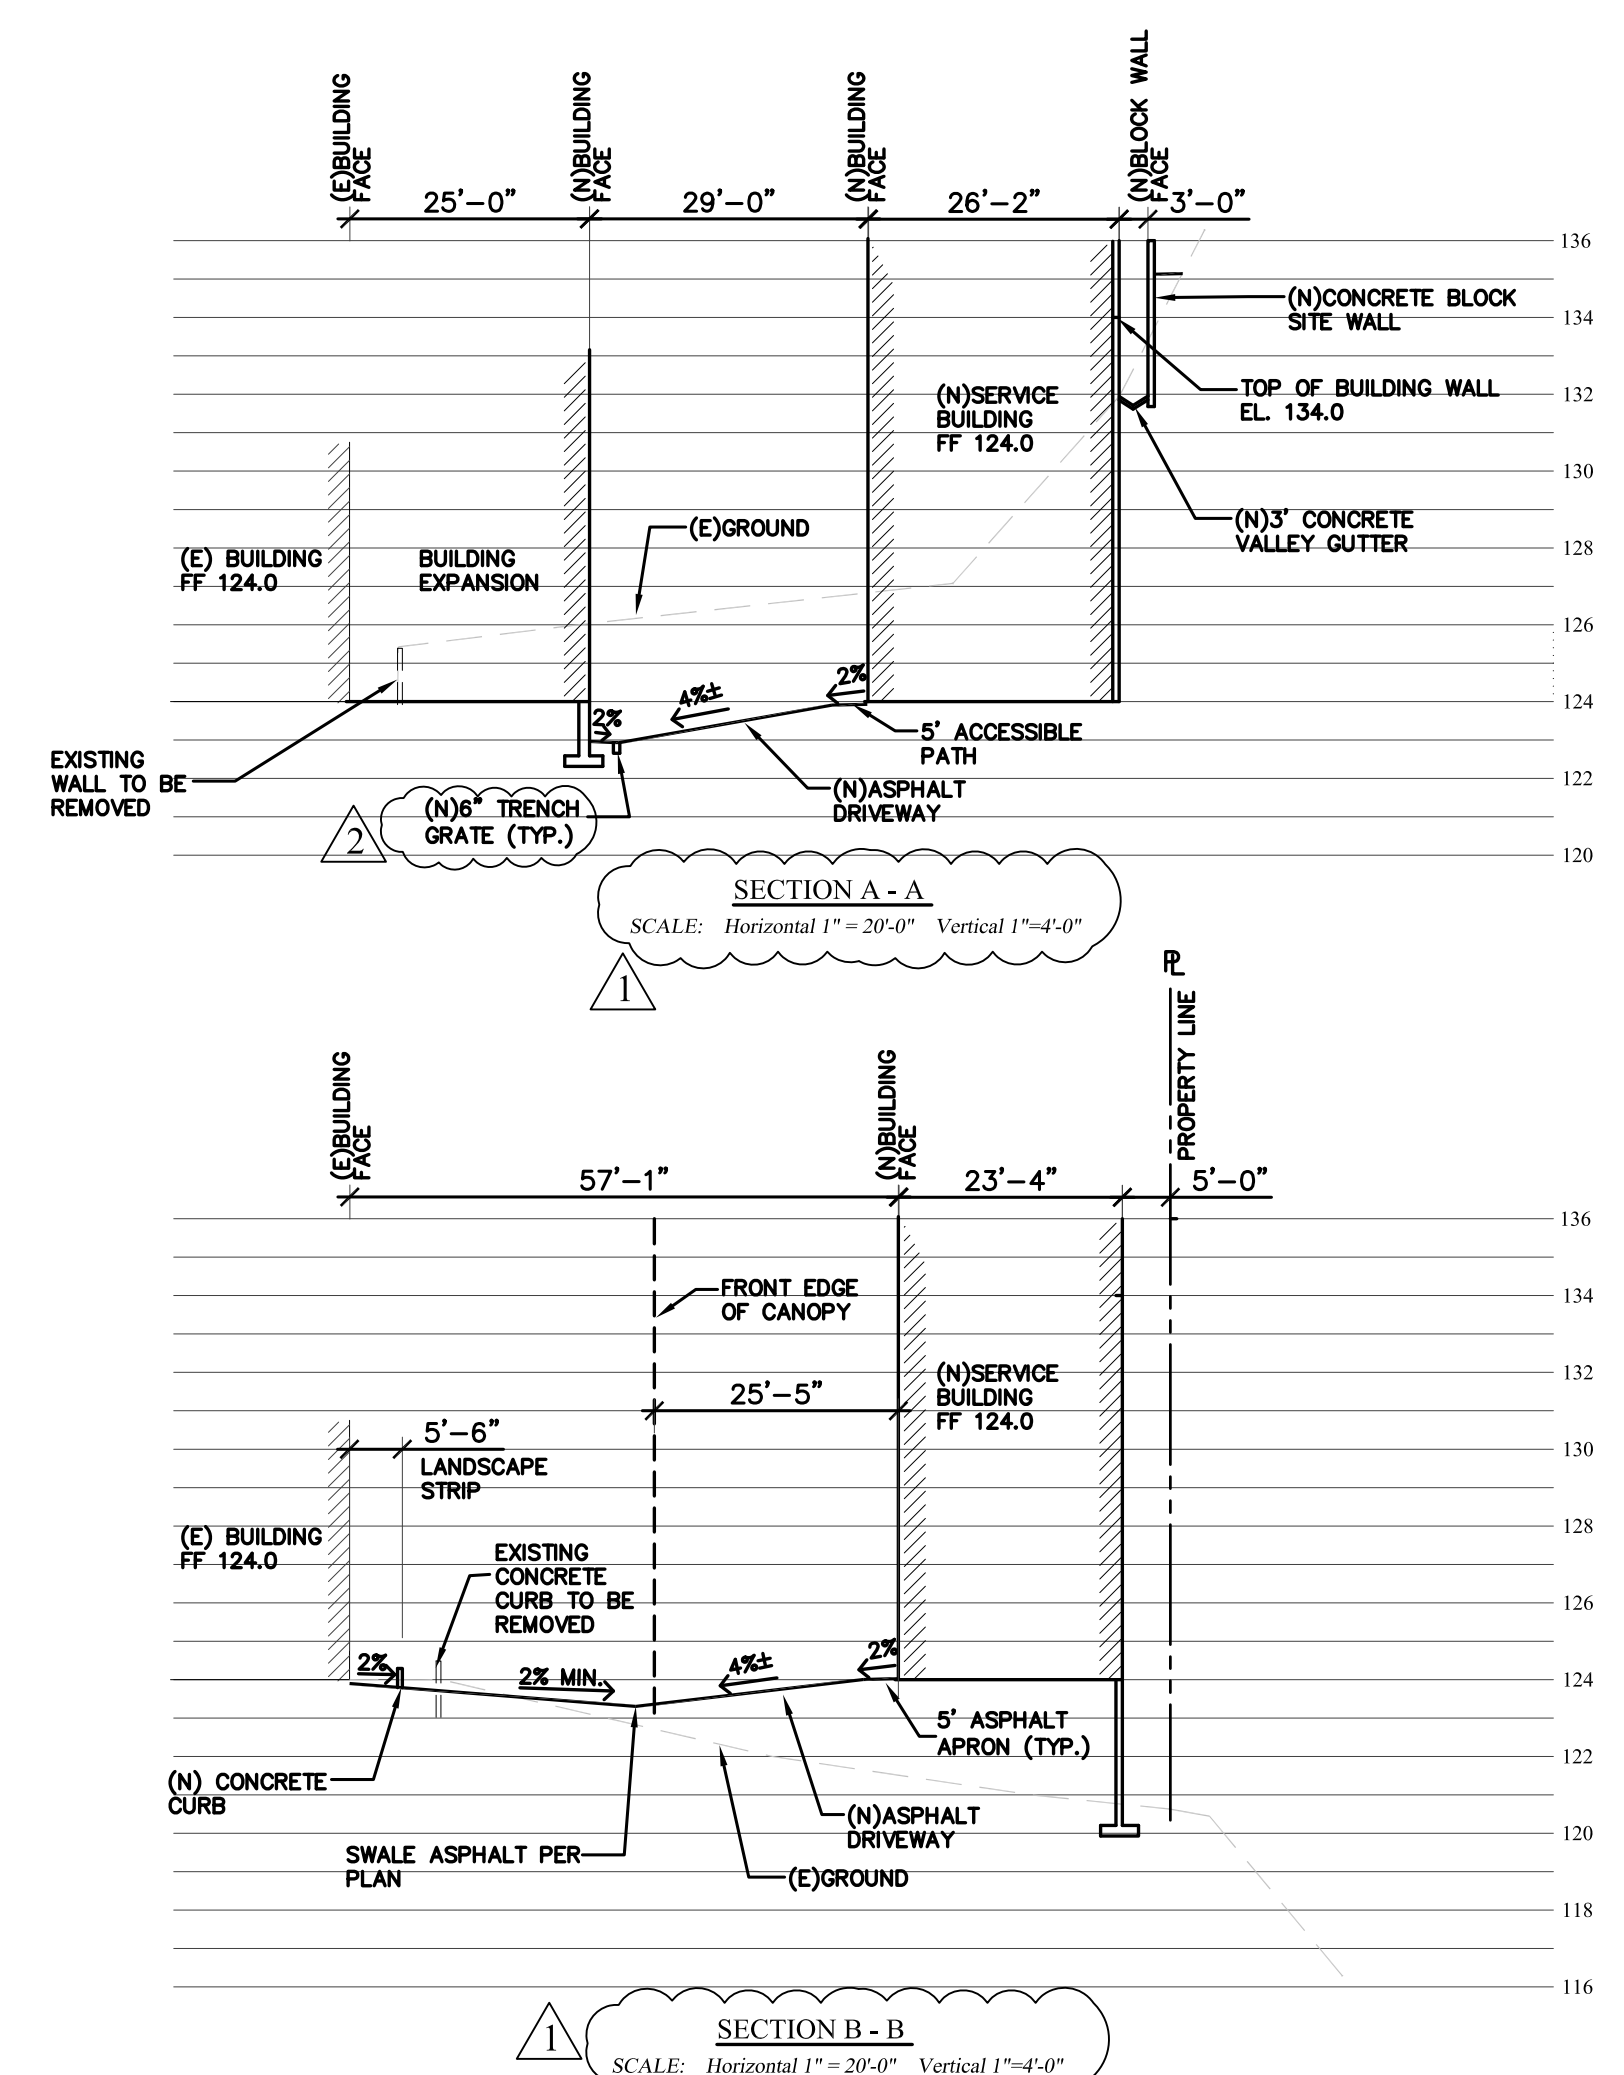 (E)BUILDING
FACE
(N)BUILDING
FACE
(N)BUILDING
FACE
(N)BLOCK WALL
FACE
25'-0"
29'-0"
26'-2"
3'-0"
136
134
132
130
128
126
124
122
120
(N)CONCRETE BLOCK
SITE WALL
TOP OF BUILDING WALL
EL. 134.0
(N)SERVICE
BUILDING
FF 124.0
(N)3' CONCRETE
VALLEY GUTTER
(E)GROUND
(E) BUILDING
FF 124.0
BUILDING
EXPANSION
2%
4%±
2%
5' ACCESSIBLE
PATH
EXISTING
WALL TO BE
REMOVED
(N)ASPHALT
DRIVEWAY
2
(N)6" TRENCH
GRATE (TYP.)
SECTION A - A
SCALE: Horizontal 1" = 20'-0" Vertical 1"=4'-0"
1
PL
PROPERTY LINE
(E)BUILDING
FACE
(N)BUILDING
FACE
57'-1"
23'-4"
5'-0"
136
134
132
130
128
126
124
122
120
118
116
FRONT EDGE
OF CANOPY
25'-5"
(N)SERVICE
BUILDING
FF 124.0
5'-6"
LANDSCAPE
STRIP
(E) BUILDING
FF 124.0
EXISTING
CONCRETE
CURB TO BE
REMOVED
2%
2% MIN.
4%±
2%
5' ASPHALT
APRON (TYP.)
(N) CONCRETE
CURB
(N)ASPHALT
DRIVEWAY
SWALE ASPHALT PER
PLAN
(E)GROUND
1
SECTION B - B
SCALE: Horizontal 1" = 20'-0" Vertical 1"=4'-0"